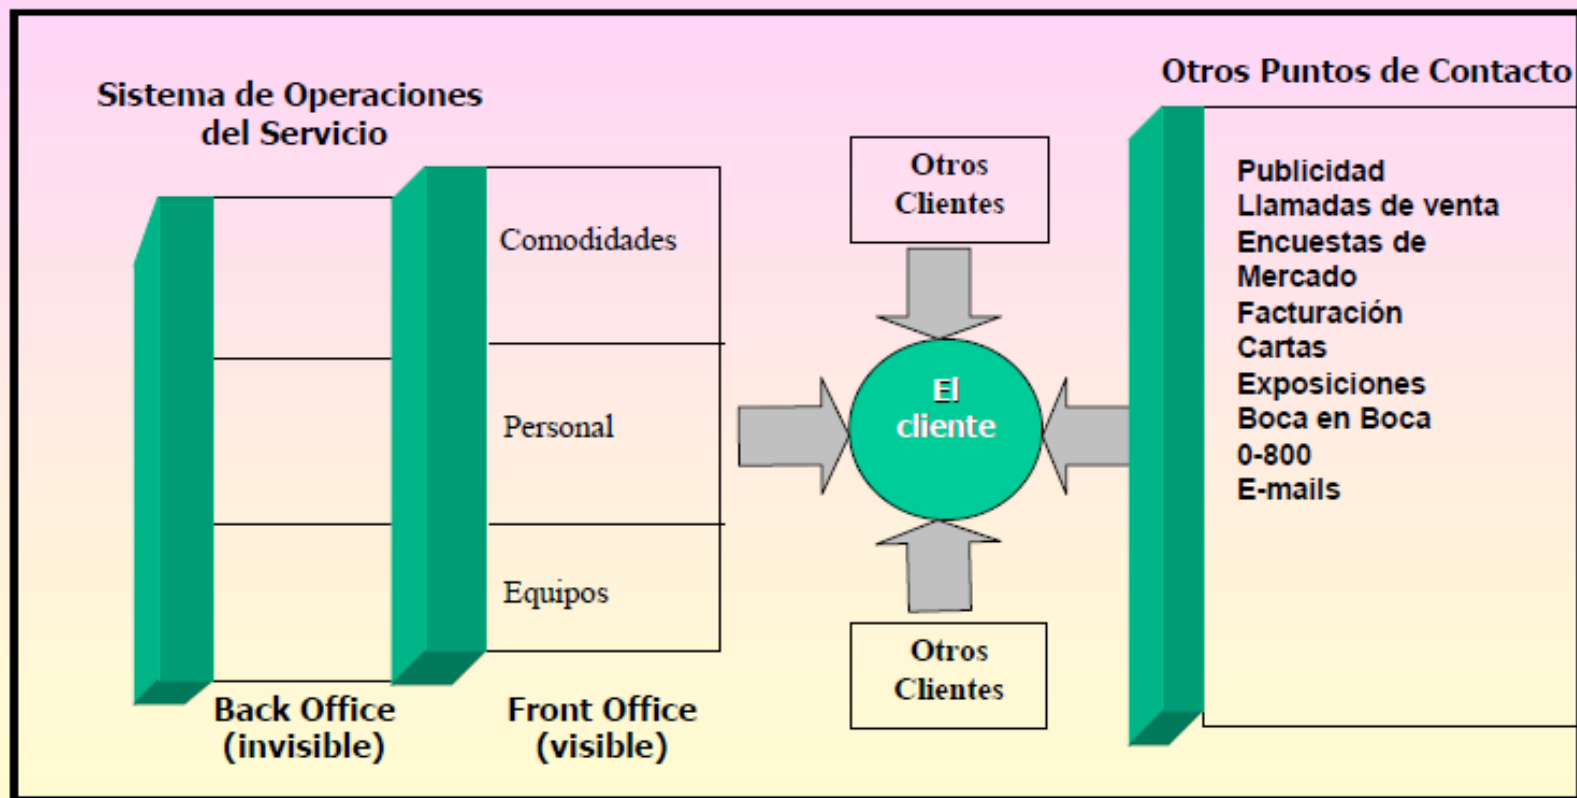 Sistema de Operaciones
del Servicio
Comodidades
Personal
Equipos
Back Office
(invisible)
Front Office
(visible)
Otros
Clientes
El
cliente
Otros
Clientes
Otros Puntos de Contacto
Publicidad
Llamadas de venta
Encuestas de
Mercado
Facturación
Cartas
Exposiciones
Boca en Boca
0-800
E-mails